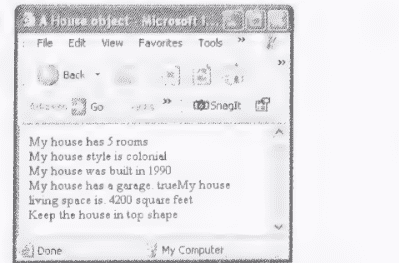 A House object - Microsoft I...
File Edit View Favorites Tools »
Back »
Go » SnagIt
My house has 5 rooms
My house style is colonial
My house was built in 1990
My house has a garage. trueMy house
living space is. 4200 square feet
Keep the house in top shape
Done My Computer